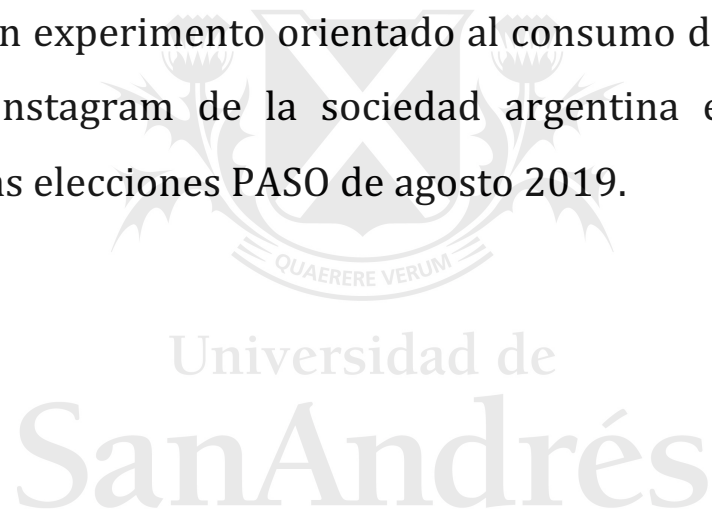 n experimento orientado al consumo d
nstagram de la sociedad argentina e
as elecciones PASO de agosto 2019.
QUAERERE VERUM
Universidad de
SanAndrés